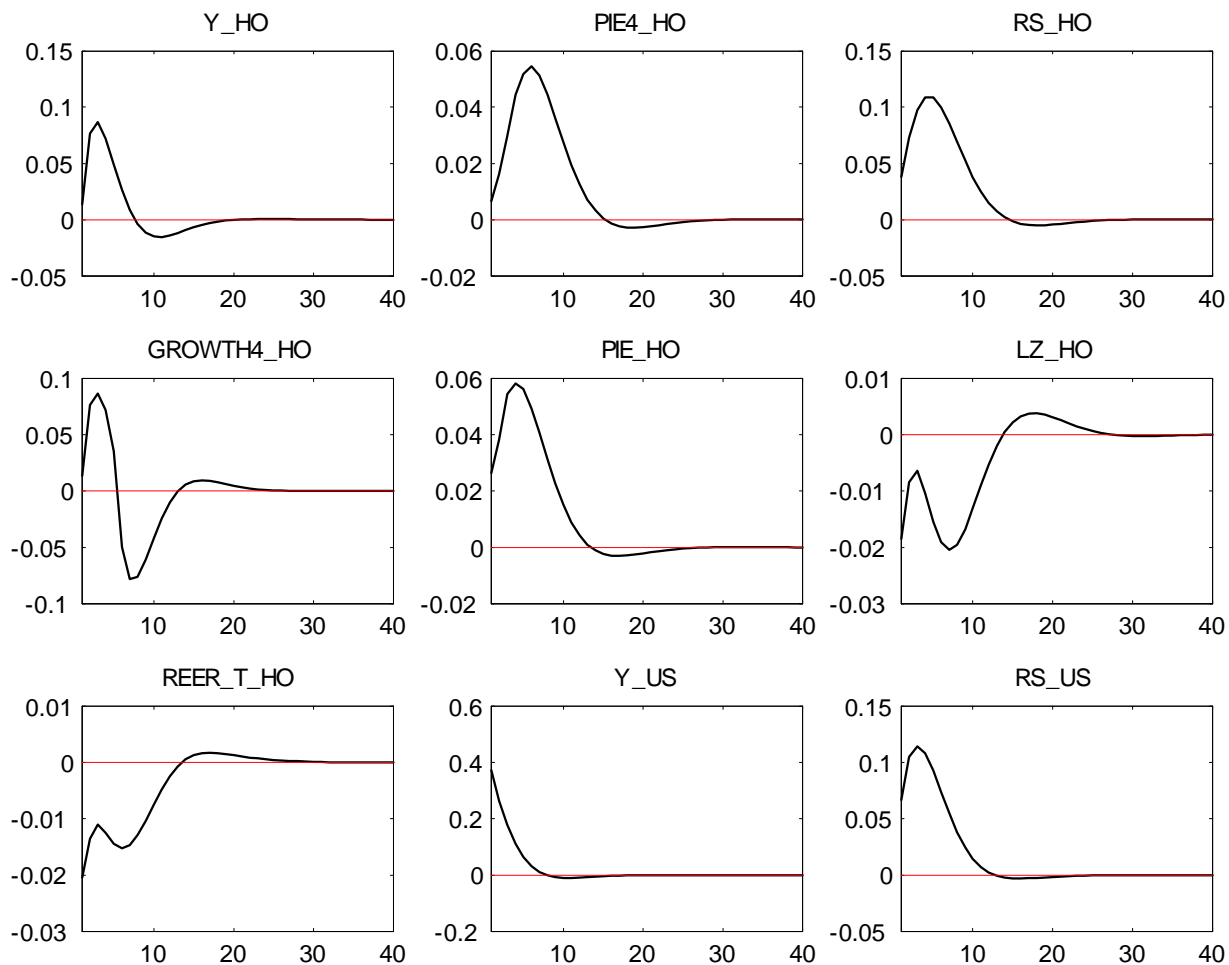 Y_HO PIE4_HO RS_HO
0.15 0.06 0.15
0.1 0.04 0.1
0.05 0.02 0.05
0 0 0
-0.05 -0.02 -0.05
10 20 30 40 10 20 30 40 10 20 30 40
GROWTH4_HO PIE_HO LZ_HO
0.1 0.06 0.01
0.05 0.04 0
0 0.02 -0.01
-0.05 0 -0.02
-0.1 -0.02 -0.03
10 20 30 40 10 20 30 40 10 20 30 40
REER_T_HO Y_US RS_US
0.01 0.6 0.15
0 0.4 0.1
-0.01 0.2 0.05
-0.02 0 0
-0.03 -0.2 -0.05
10 20 30 40 10 20 30 40 10 20 30 40